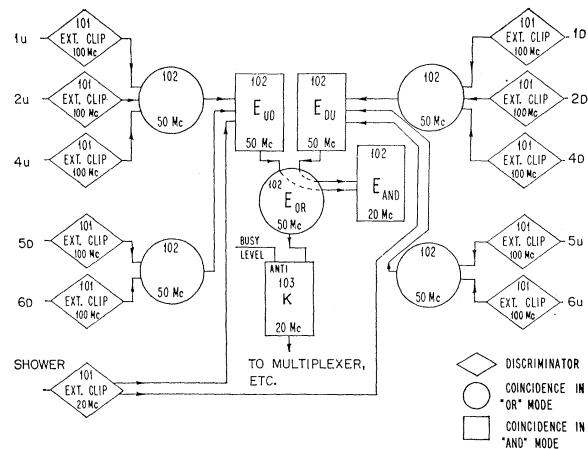 1U
101
EXT. CLIP
100 Mc
2U
101
EXT. CLIP
100 Mc
4U
101
EXT. CLIP
100 Mc
102
50 Mc
102
E UD
50 Mc
102
E DU
50 Mc
102
50 Mc
101
EXT. CLIP
100 Mc
1D
101
EXT. CLIP
100 Mc
2D
101
EXT. CLIP
100 Mc
4D
102
E OR
50 Mc
102
E AND
20 Mc
5D
101
EXT. CLIP
100 Mc
6D
101
EXT. CLIP
100 Mc
102
50 Mc
BUSY
LEVEL
ANTI
103
K
20 Mc
102
50 Mc
101
EXT. CLIP
100 Mc
5U
101
EXT. CLIP
100 Mc
6U
SHOWER
101
EXT. CLIP
20 Mc
TO MULTIPLEXER,
ETC.
DISCRIMINATOR
COINCIDENCE IN
"OR" MODE
COINCIDENCE IN
"AND" MODE